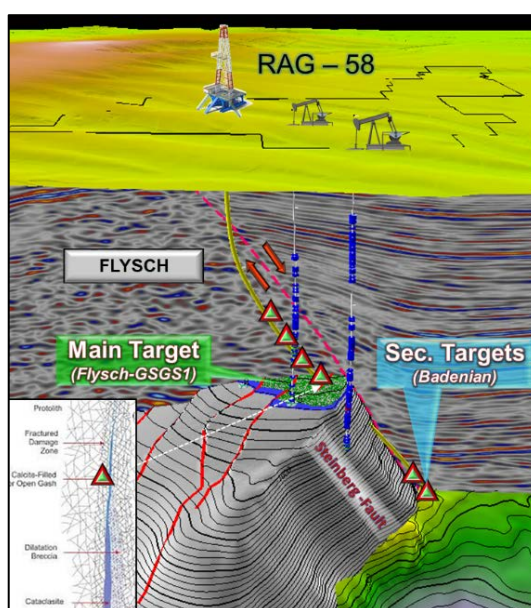 RAG – 58
FLYSCH
Main Target
(Flysch-GSGS1)
Sec. Targets
(Badenian)
Steinberg -Fault
Protolith
Fractured
Damage
Zone
Calcite-Filled
or Open Gash
Dilatation
Breccia
Cataclasite